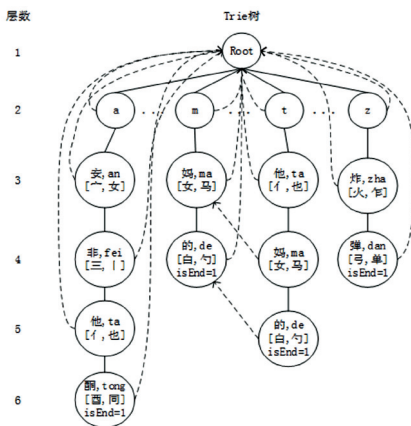 层数 Trie树
1 Root
2 a ... m ... t ... z
3 安,an 妈,ma 他,ta 炸,zha
[宀,女] [女,马] [亻,也] [火,乍]
4 非,fei 的,de 妈,ma 弹,dan
[三,丨] [白,勺] [女,马] [弓,单]
isEnd=1 isEnd=1
5 他,ta 的,de
[亻,也] [白,勺]
isEnd=1
6 酮,tong
[酉,同]
isEnd=1